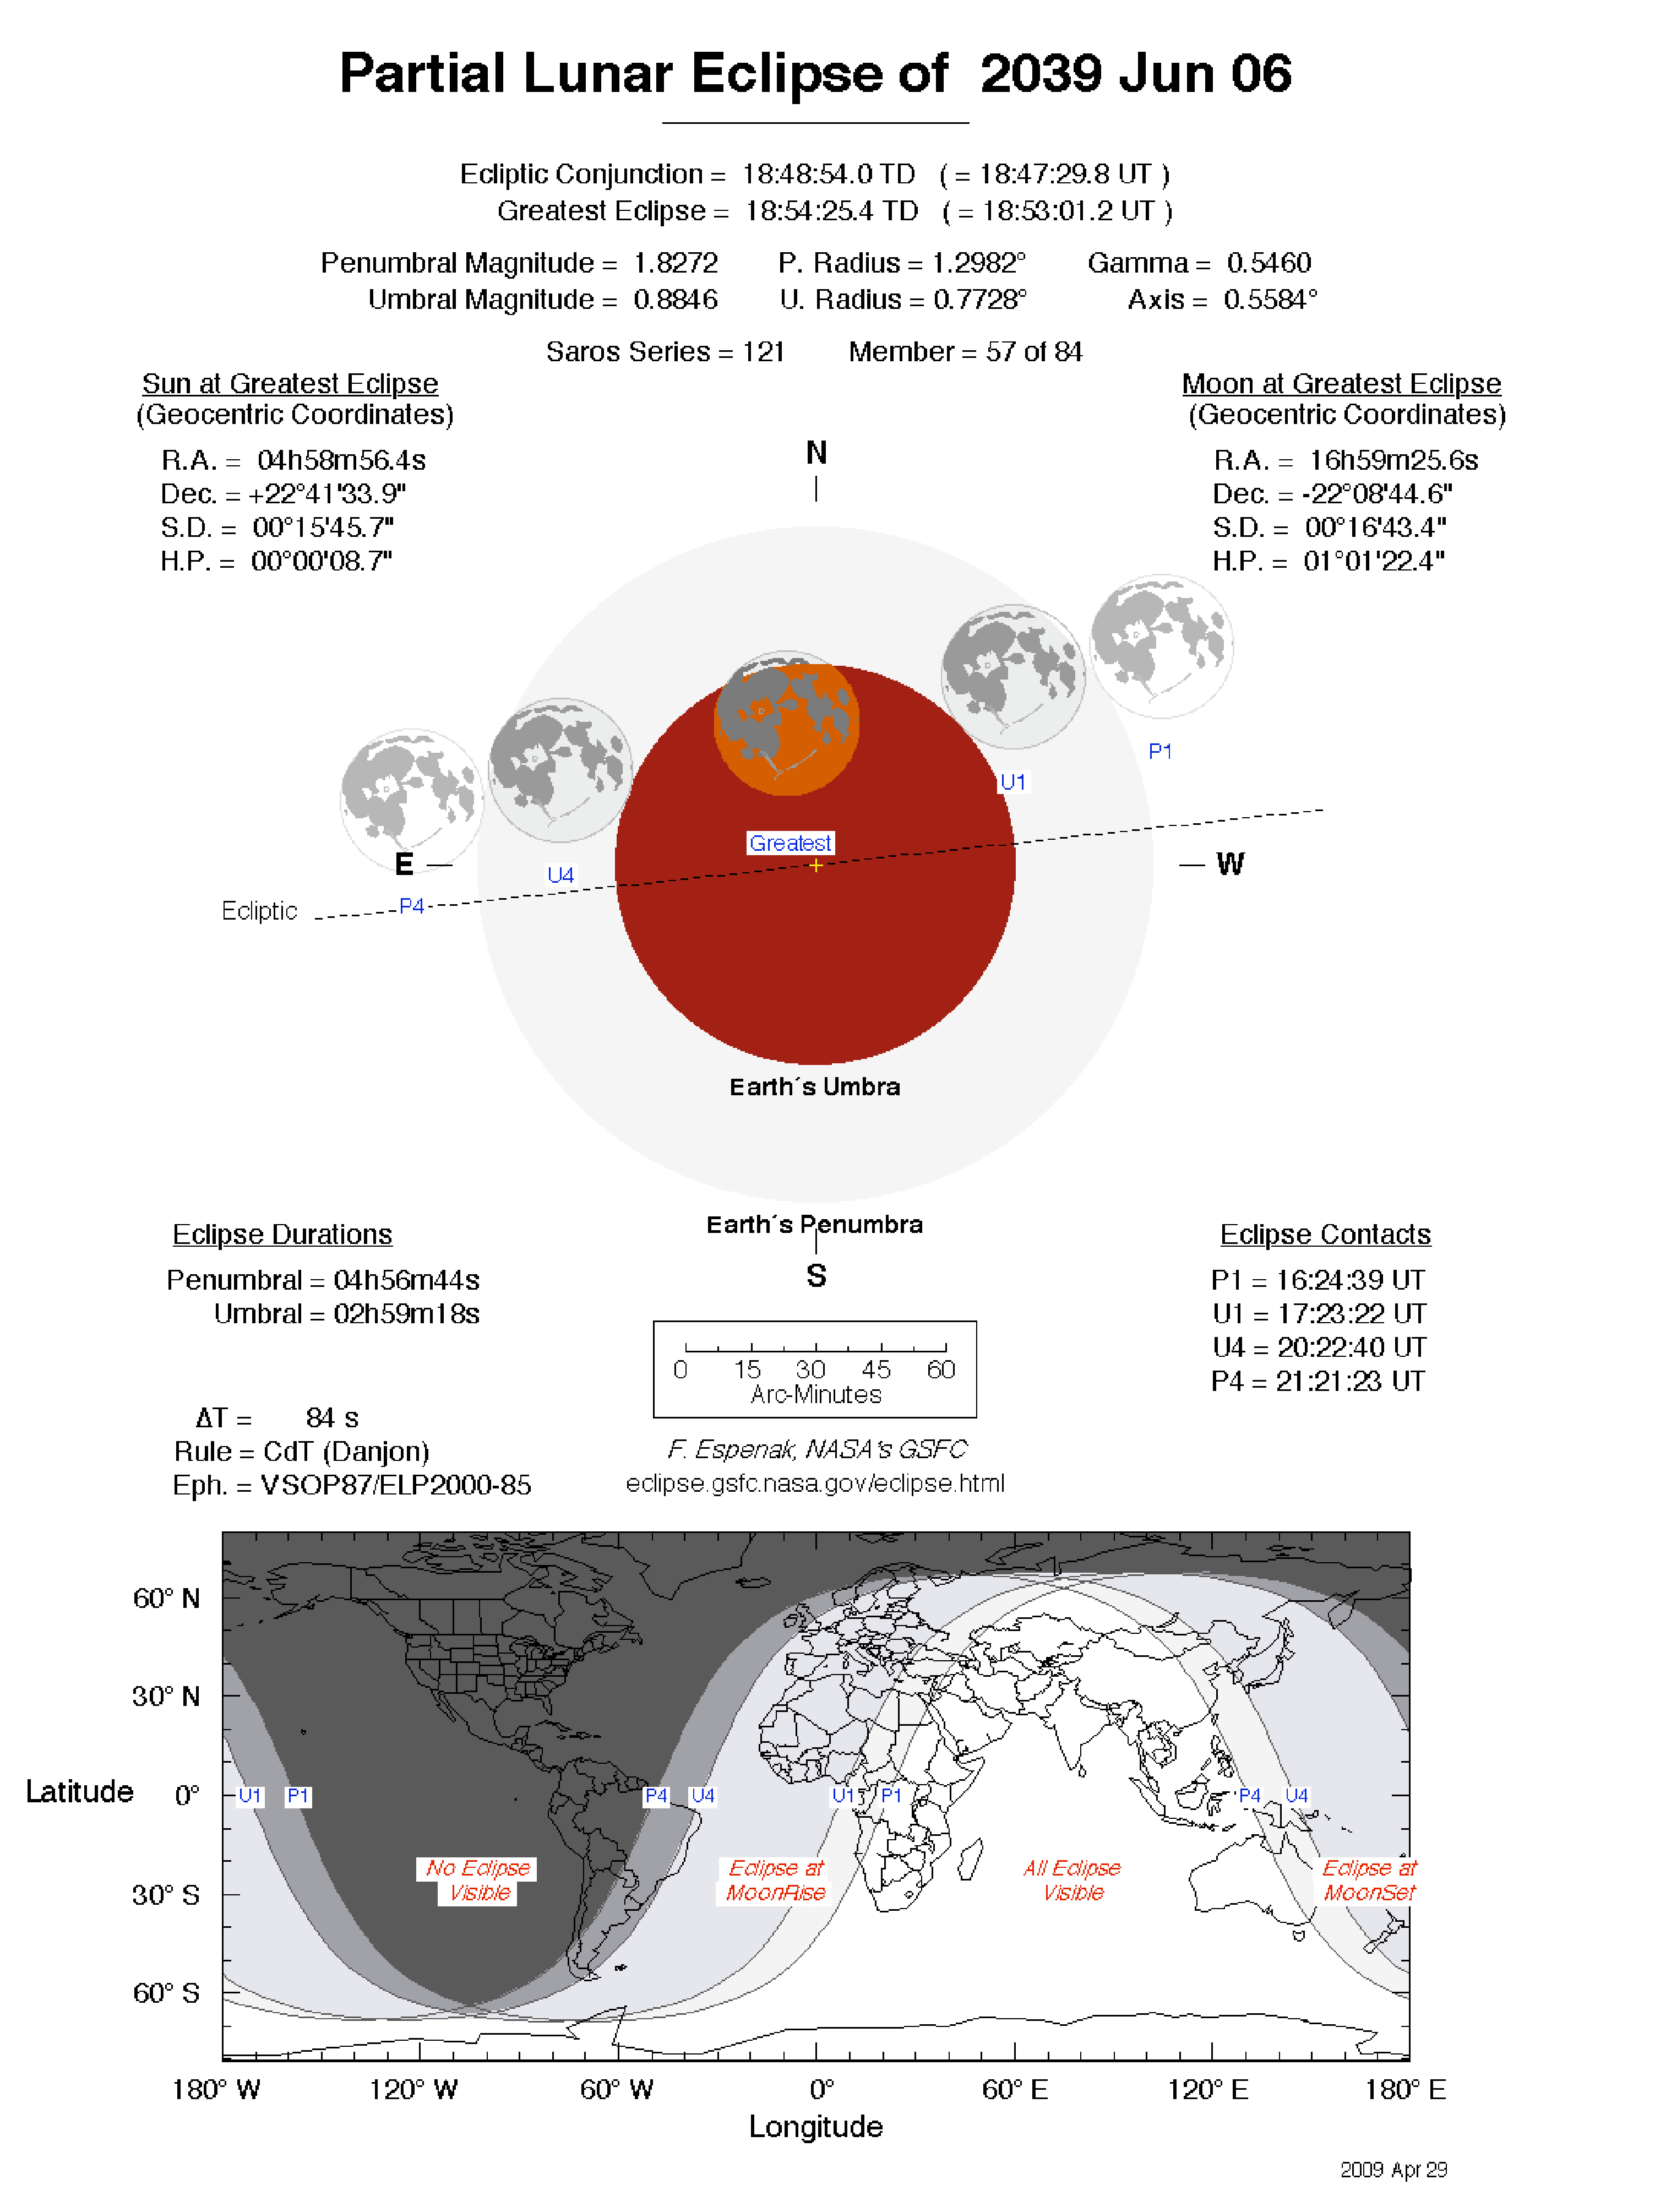 Partial Lunar Eclipse of 2039 Jun 06
Ecliptic Conjunction = 18:48:54.0 TD ( = 18:47:29.8 UT )
Greatest Eclipse = 18:54:25.4 TD ( = 18:53:01.2 UT )
Penumbral Magnitude = 1.8272 P. Radius = 1.2982° Gamma = 0.5460
Umbral Magnitude = 0.8846 U. Radius = 0.7728° Axis = 0.5584°
Saros Series = 121 Member = 57 of 84
Sun at Greatest Eclipse
(Geocentric Coordinates)
R.A. = 04h58m56.4s
Dec. = +22°41'33.9"
S.D. = 00°15'45.7"
H.P. = 00°00'08.7"
Moon at Greatest Eclipse
(Geocentric Coordinates)
R.A. = 16h59m25.6s
Dec. = -22°08'44.6"
S.D. = 00°16'43.4"
H.P. = 01°01'22.4"
N
P1
U1
Greatest
E
W
U4
P4
Ecliptic
Earth´s Umbra
Earth´s Penumbra
S
Eclipse Durations
Penumbral = 04h56m44s
Umbral = 02h59m18s
Eclipse Contacts
P1 = 16:24:39 UT
U1 = 17:23:22 UT
U4 = 20:22:40 UT
P4 = 21:21:23 UT
0 15 30 45 60
Arc-Minutes
ΔT = 84 s
Rule = CdT (Danjon)
Eph. = VSOP87/ELP2000-85
F. Espenak, NASA's GSFC
eclipse.gsfc.nasa.gov/eclipse.html
60° N
30° N
Latitude 0°
30° S
60° S
U1 P1 P4 U4 U1 P1 P4 U4
No Eclipse
Visible
Eclipse at
MoonRise
All Eclipse
Visible
Eclipse at
MoonSet
180° W 120° W 60° W 0° 60° E 120° E 180° E
Longitude
2009 Apr 29